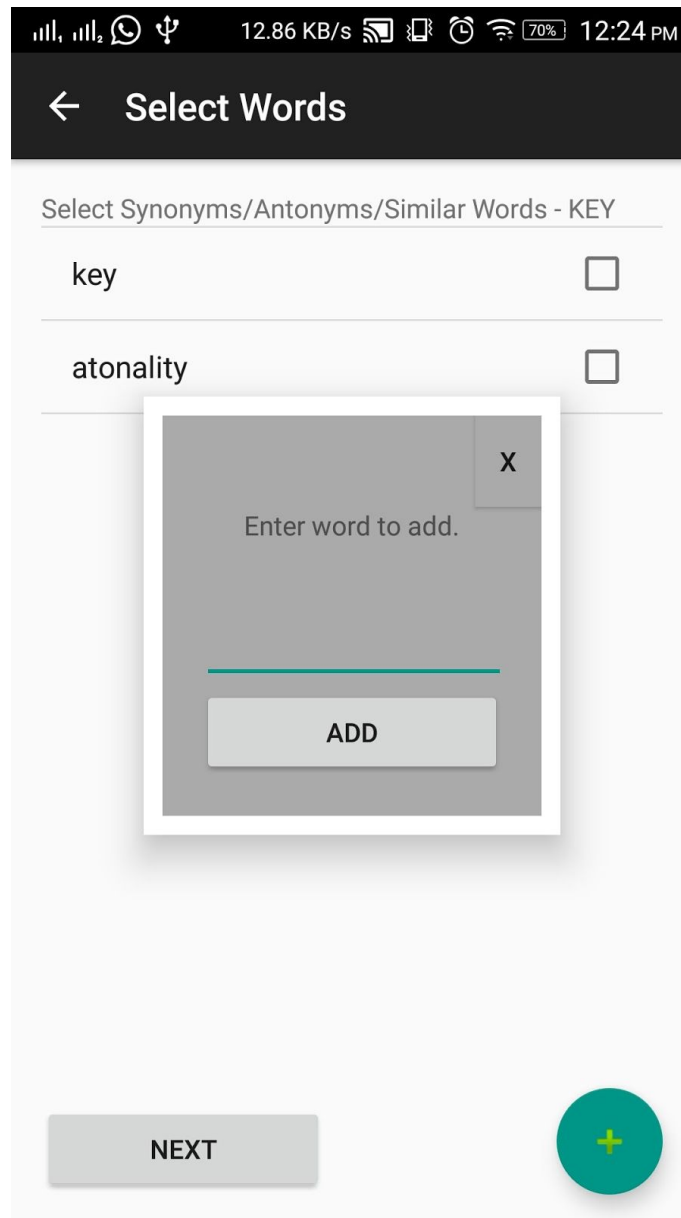 12.86 KB/s 70% 12:24 PM
Select Words
Select Synonyms/Antonyms/Similar Words - KEY
key
atonality
X
Enter word to add.
ADD
NEXT
+